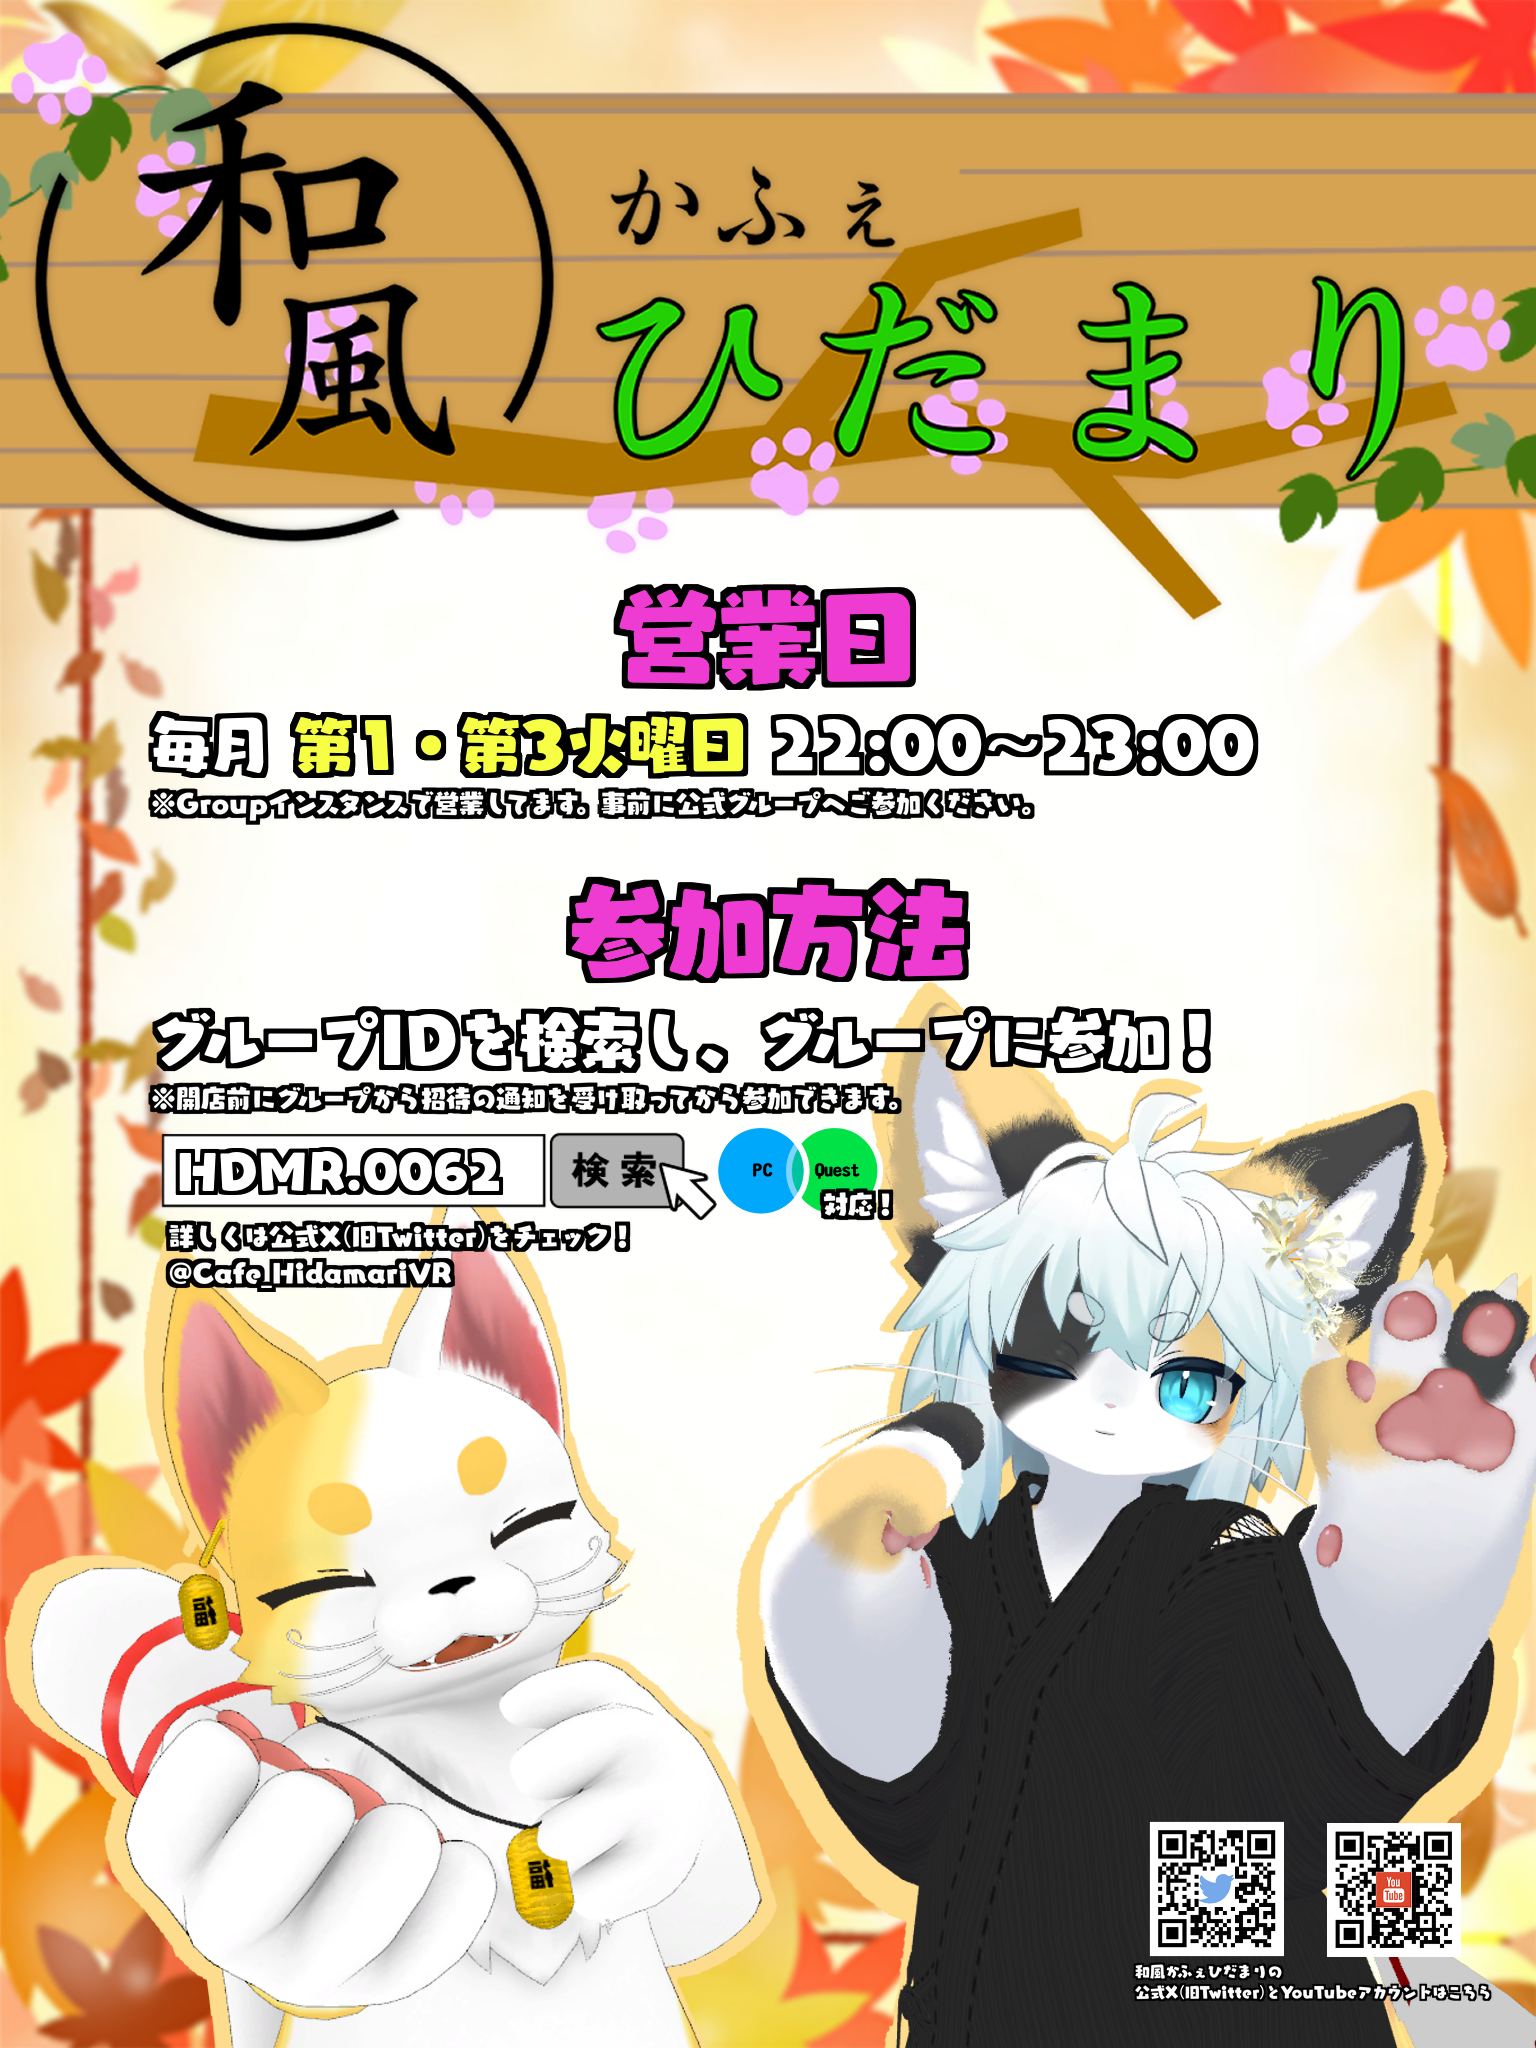 和風
かふぇ
ひだまり
営業日
毎月 第1・第3火曜日 22:00～23:00
※Groupインスタンスで営業してます。事前に公式グループへご参加ください。
参加方法
グループIDを検索し、グループに参加！
※開店前にグループから招待の通知を受け取ってから参加できます。
HDMR.0062
検索
PC
Quest
対応！
詳しくは公式X(旧Twitter)をチェック！
@Cafe_HidamariVR
福
福
You
Tube
和風かふぇひだまりの
公式X(旧Twitter)とYouTubeアカウントはこちら